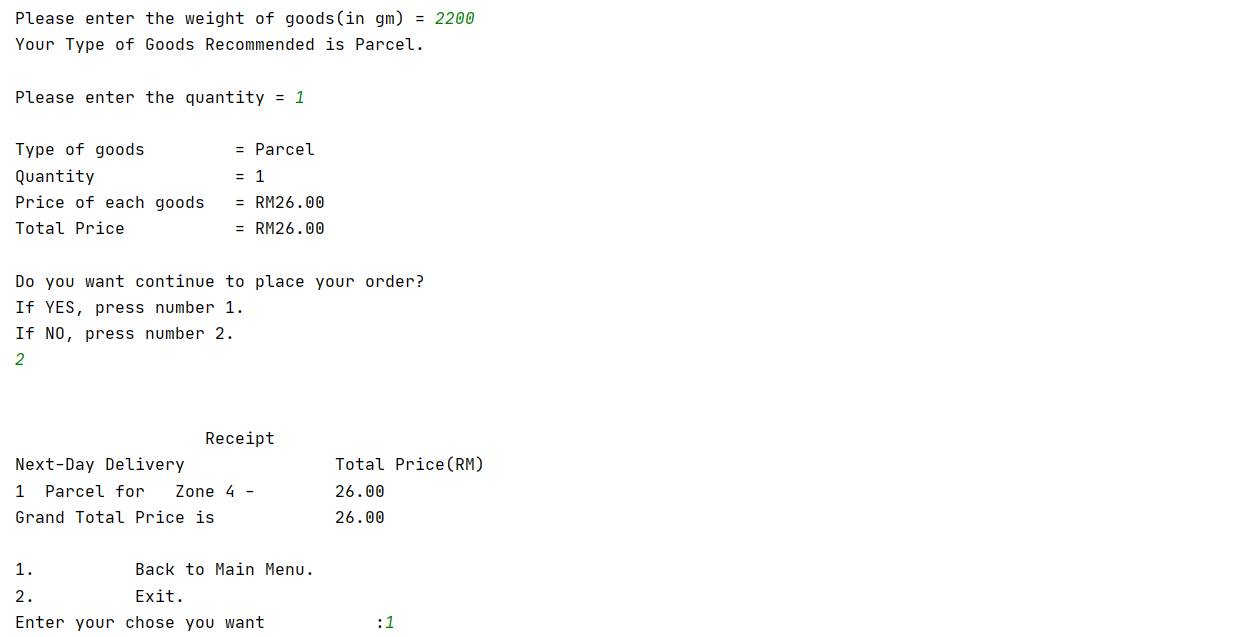 Please enter the weight of goods(in gm) = 2200
Your Type of Goods Recommended is Parcel.
Please enter the quantity = 1
Type of goods         = Parcel
Quantity              = 1
Price of each goods   = RM26.00
Total Price           = RM26.00
Do you want continue to place your order?
If YES, press number 1.
If NO, press number 2.
2
                   Receipt
Next-Day Delivery               Total Price(RM)
1  Parcel for   Zone 4 -        26.00
Grand Total Price is            26.00
1.          Back to Main Menu.
2.          Exit.
Enter your chose you want           :1